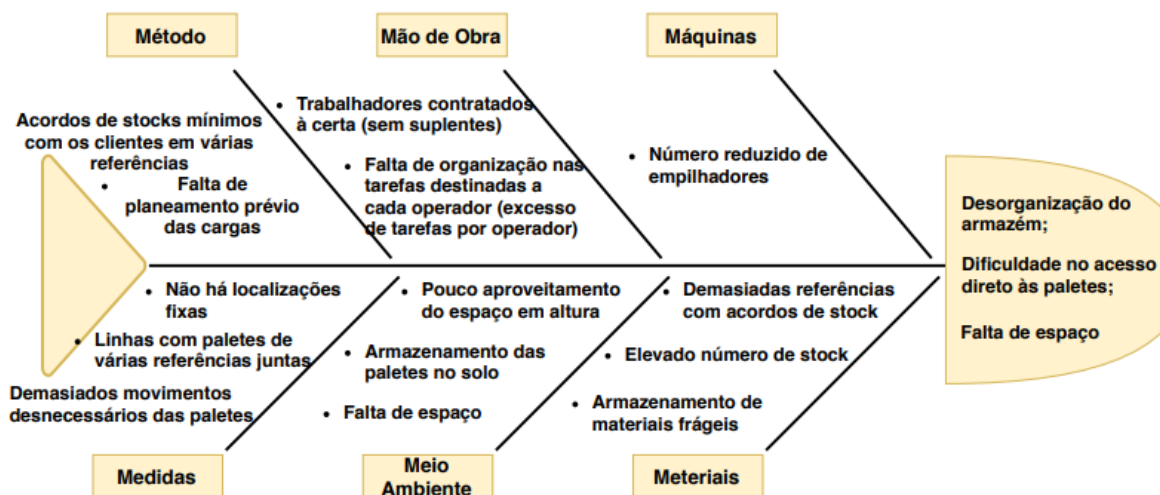 Método
Mão de Obra
Máquinas
Acordos de stocks mínimos
com os clientes em várias
referências
• Falta de
planeamento prévio
das cargas
• Trabalhadores contratados
à certa (sem suplentes)
• Falta de organização nas
tarefas destinadas a
cada operador (excesso
de tarefas por operador)
• Número reduzido de
empilhadores
Desorganização do
armazém;
Dificuldade no acesso
direto às paletes;
Falta de espaço
• Não há localizações
fixas
• Linhas com paletes de
várias referências juntas
Demasiados movimentos
desnecessários das paletes
• Pouco aproveitamento
do espaço em altura
• Armazenamento das
paletes no solo
• Falta de espaço
• Demasiadas referências
com acordos de stock
• Elevado número de stock
• Armazenamento de
materiais frágeis
Medidas
Meio
Ambiente
Meteriais